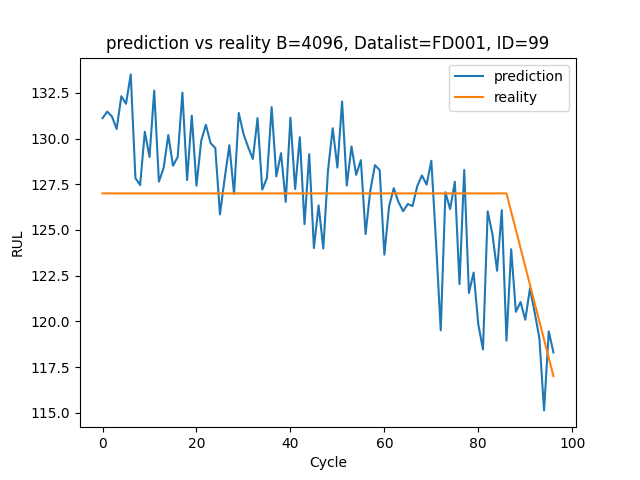 prediction vs reality B=4096, Datalist=FD001, ID=99
prediction
reality
132.5
130.0
127.5
125.0
122.5
120.0
117.5
115.0
RUL
0
20
40
60
80
100
Cycle